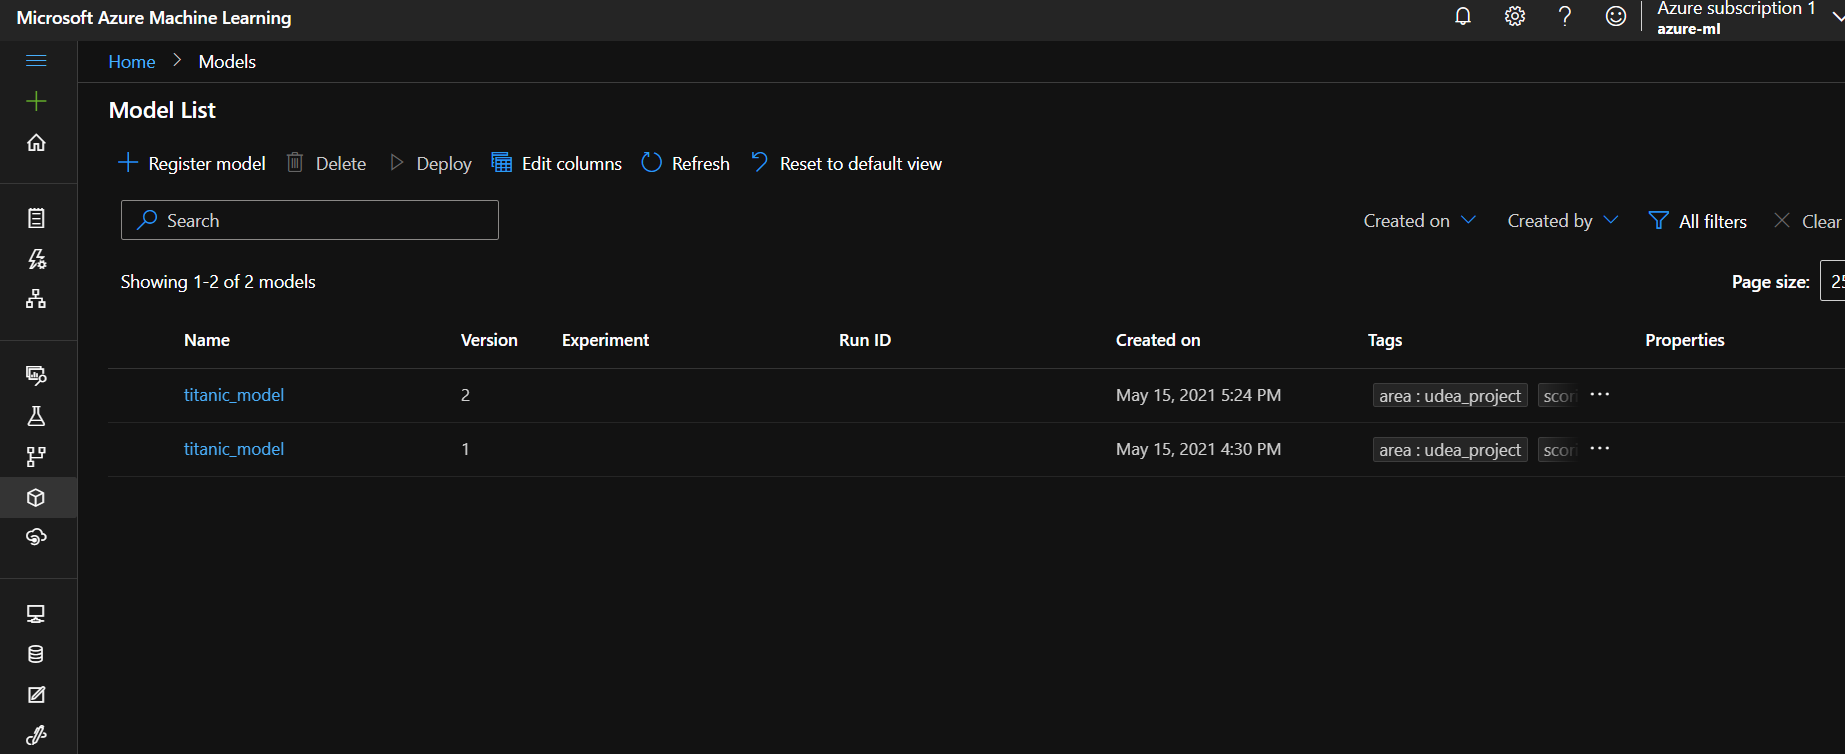 Microsoft Azure Machine Learning
Azure subscription 1
azure-ml
Home > Models
Model List
Register model Delete Deploy Edit columns Refresh Reset to default view
Search
Created on Created by All filters Clear
Showing 1-2 of 2 models
Page size:
Name Version Experiment Run ID Created on Tags Properties
titanic_model 2 May 15, 2021 5:24 PM area : udea_project ...
titanic_model 1 May 15, 2021 4:30 PM area : udea_project ...